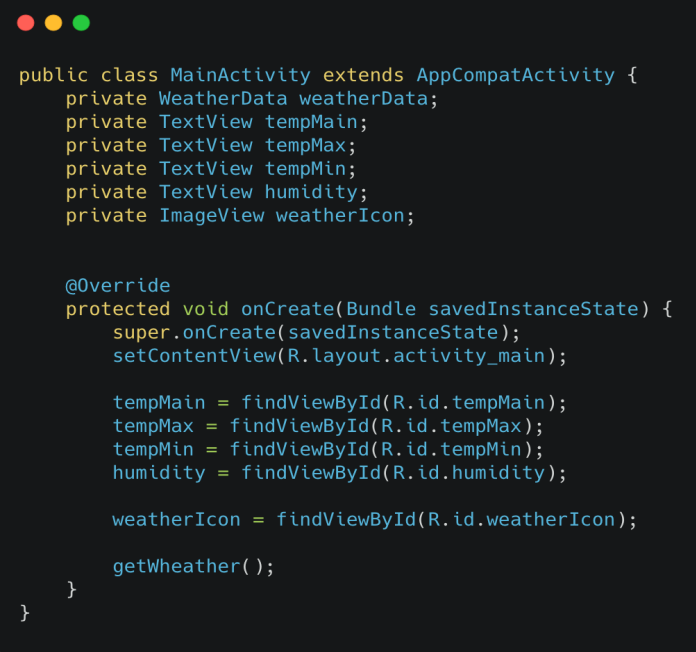 public class MainActivity extends AppCompatActivity {
    private WeatherData weatherData;
    private TextView tempMain;
    private TextView tempMax;
    private TextView tempMin;
    private TextView humidity;
    private ImageView weatherIcon;
    @Override
    protected void onCreate(Bundle savedInstanceState) {
        super.onCreate(savedInstanceState);
        setContentView(R.layout.activity_main);
        tempMain = findViewById(R.id.tempMain);
        tempMax = findViewById(R.id.tempMax);
        tempMin = findViewById(R.id.tempMin);
        humidity = findViewById(R.id.humidity);
        weatherIcon = findViewById(R.id.weatherIcon);
        getWheather();
    }
}